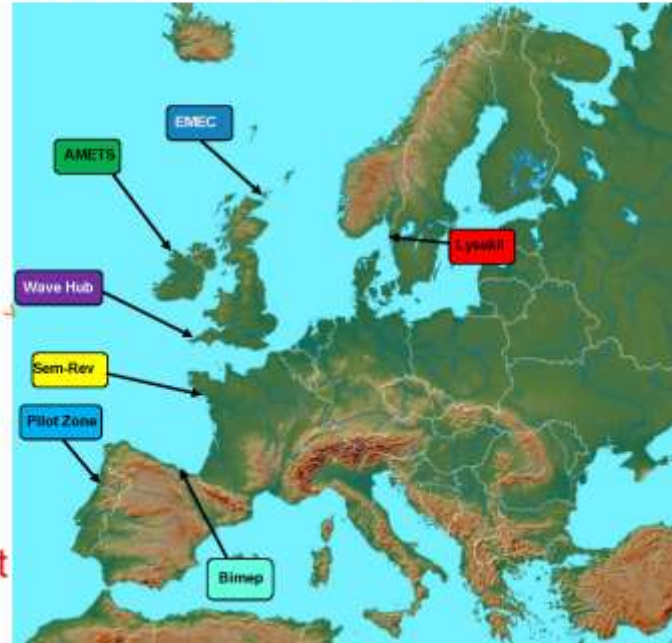 EMEC
AMETS
Lysekil
Wave Hub
Sem-Rev
Pilot Zone
Bimep
t